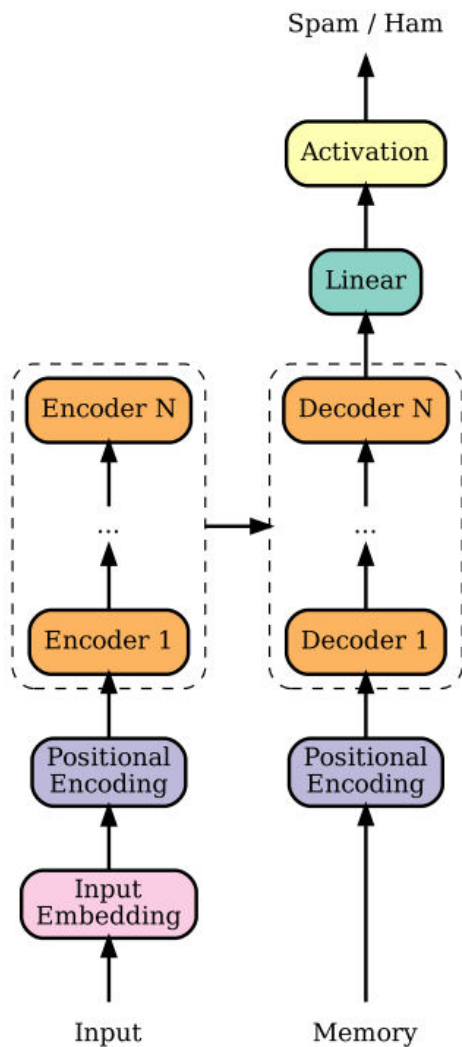 Spam / Ham
Activation
Linear
Encoder N
Decoder N
...
...
Encoder 1
Decoder 1
Positional
Encoding
Positional
Encoding
Input
Embedding
Input
Memory